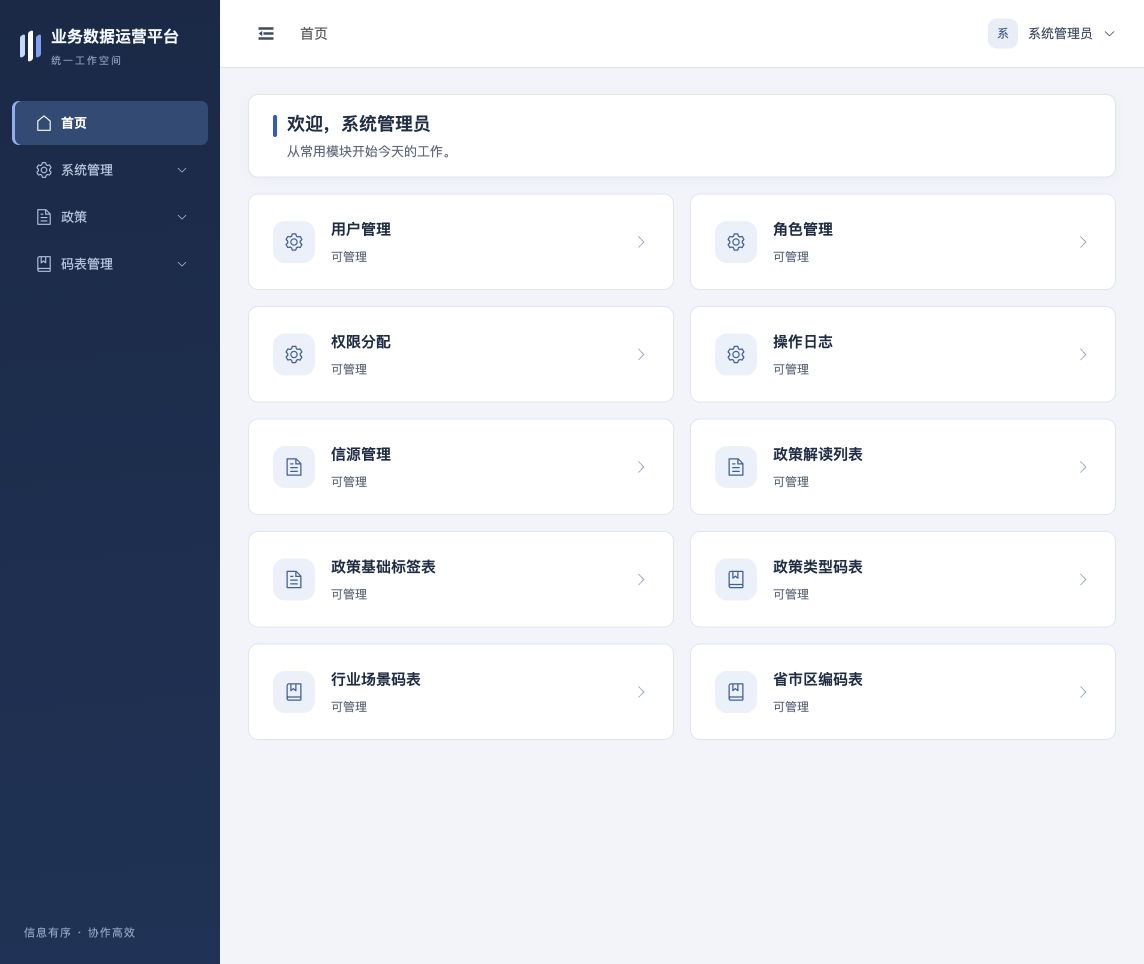 业务数据运营平台
统一工作空间
首页
系统管理
政策
码表管理
信息有序 · 协作高效
首页
系 系统管理员
欢迎，系统管理员
从常用模块开始今天的工作。
用户管理
可管理
角色管理
可管理
权限分配
可管理
操作日志
可管理
信源管理
可管理
政策解读列表
可管理
政策基础标签表
可管理
政策类型码表
可管理
行业场景码表
可管理
省市区编码表
可管理